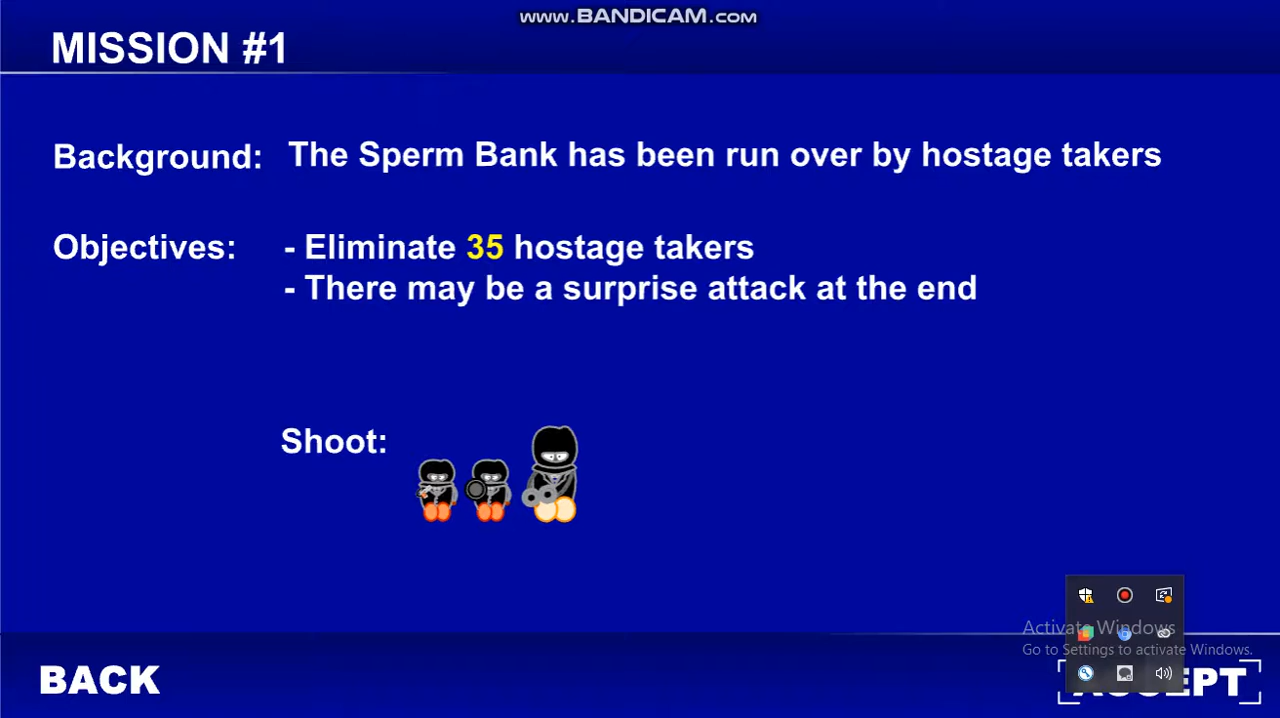 www.BANDICAM.com
MISSION #1
Background: The Sperm Bank has been run over by hostage takers
Objectives: - Eliminate 35 hostage takers
- There may be a surprise attack at the end
Shoot:
Activate Windows
Go to Settings to activate Windows.
BACK
ACCEPT